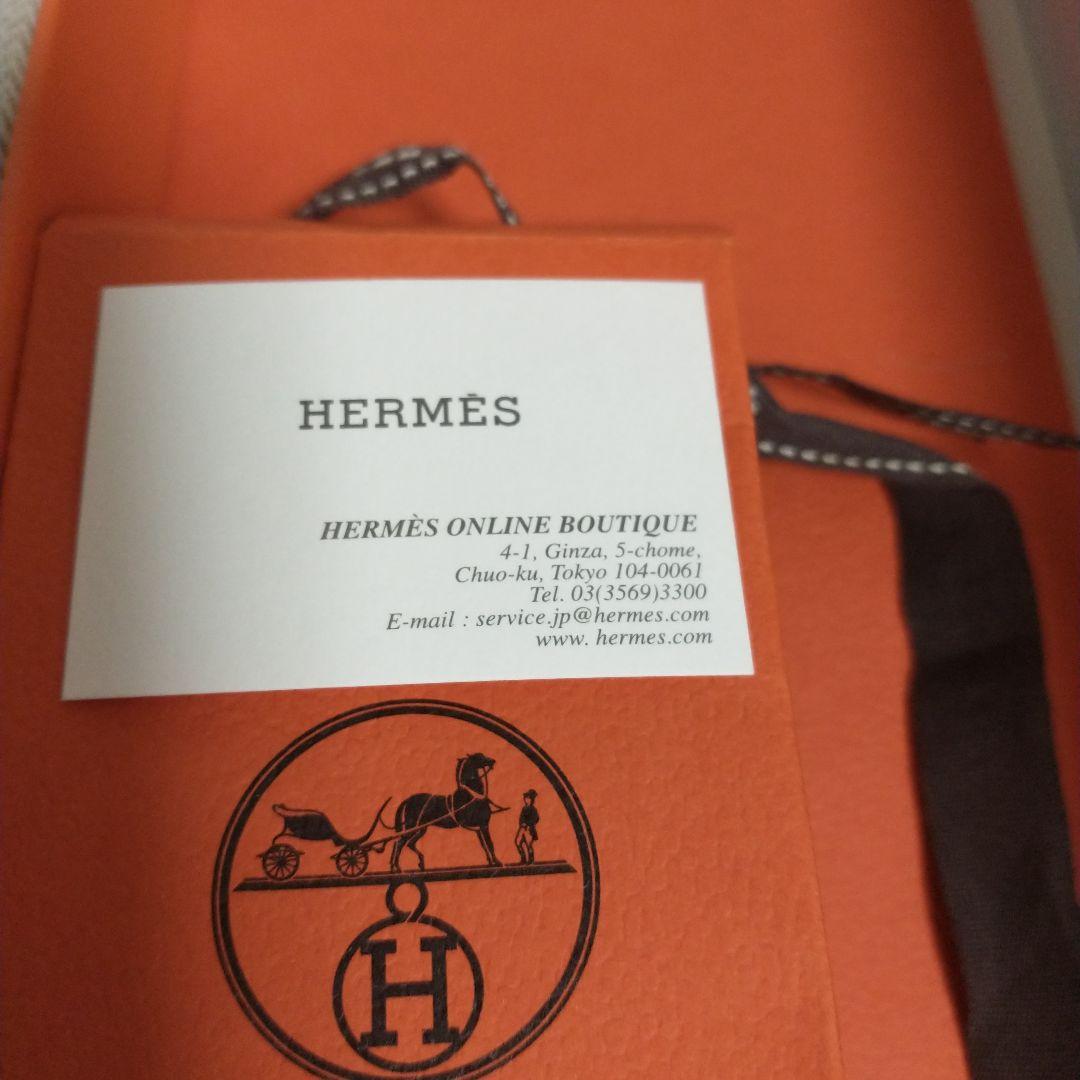 HERMÈS
HERMÈS ONLINE BOUTIQUE
4-1, Ginza, 5-chome,
Chuo-ku, Tokyo 104-0061
Tel. 03(3569)3300
E-mail : service.jp@hermes.com
www. hermes.com
H